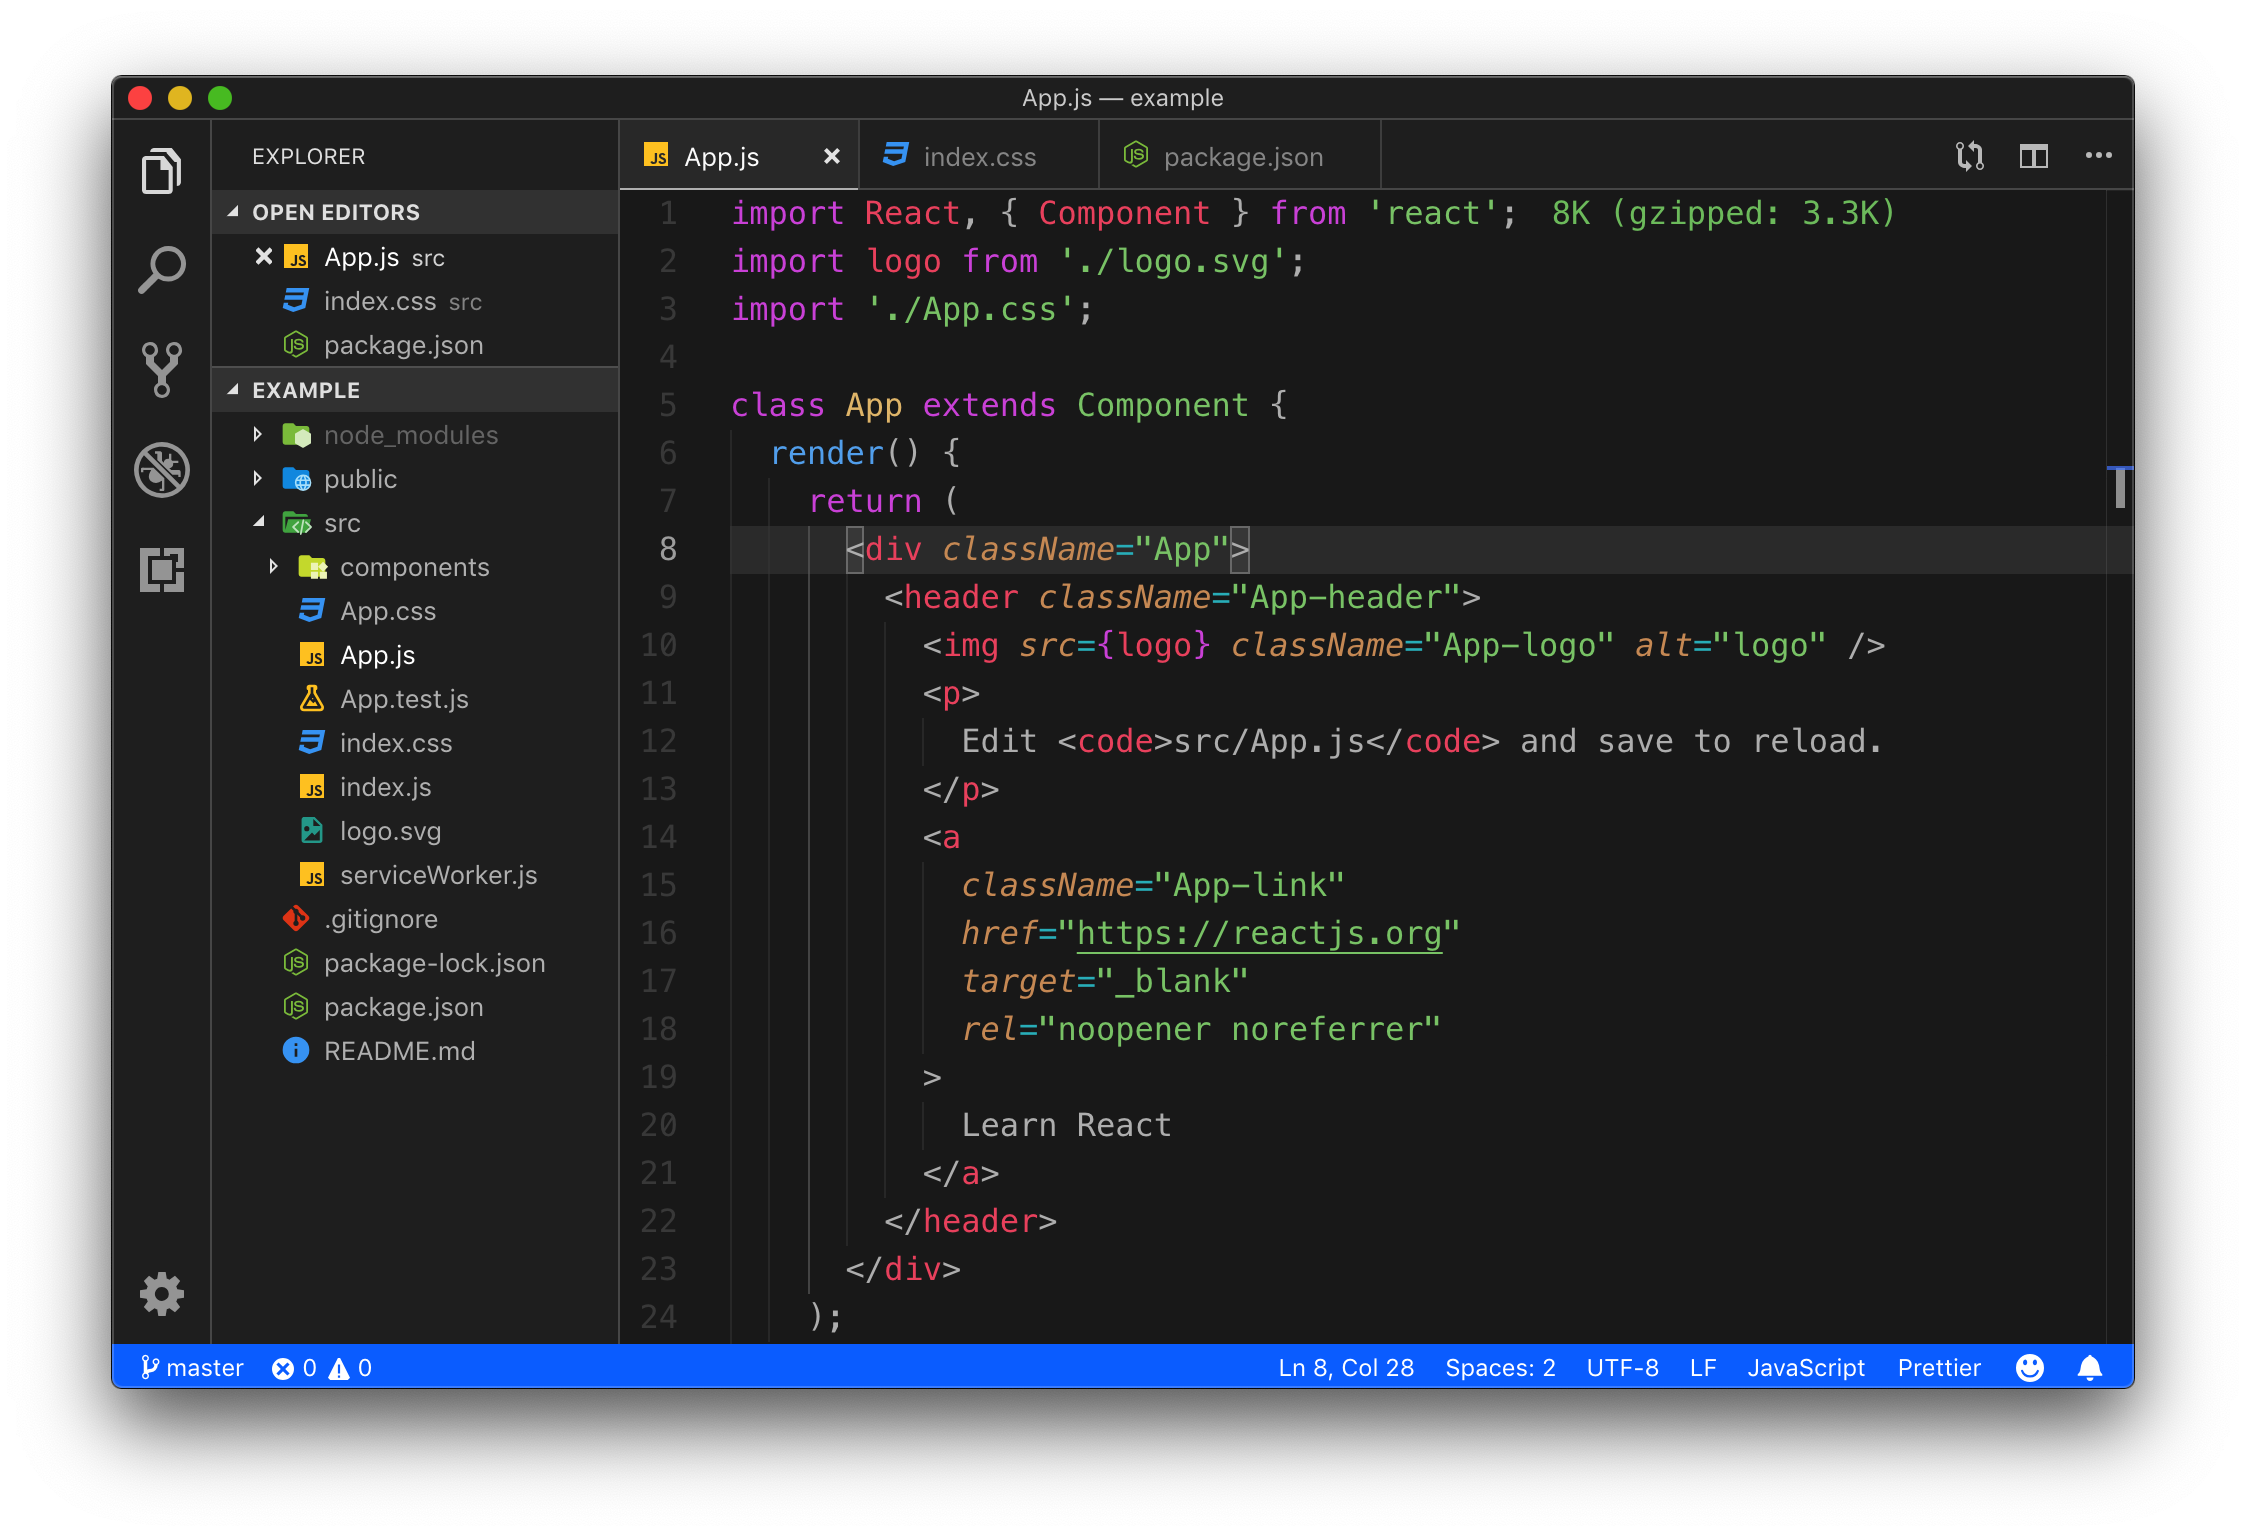 App.js — example
EXPLORER
OPEN EDITORS
App.js src
index.css src
package.json
EXAMPLE
node_modules
public
src
components
App.css
App.js
App.test.js
index.css
index.js
logo.svg
serviceWorker.js
.gitignore
package-lock.json
package.json
README.md
App.js
index.css
package.json
1 import React, { Component } from 'react'; 8K (gzipped: 3.3K)
2 import logo from './logo.svg';
3 import './App.css';
4
5 class App extends Component {
6 render() {
7 return (
8 <div className="App">
9 <header className="App-header">
10 <img src={logo} className="App-logo" alt="logo" />
11 <p>
12 Edit <code>src/App.js</code> and save to reload.
13 </p>
14 <a
15 className="App-link"
16 href="https://reactjs.org"
17 target="_blank"
18 rel="noopener noreferrer"
19 >
20 Learn React
21 </a>
22 </header>
23 </div>
24 );
master 0 0 Ln 8, Col 28 Spaces: 2 UTF-8 LF JavaScript Prettier